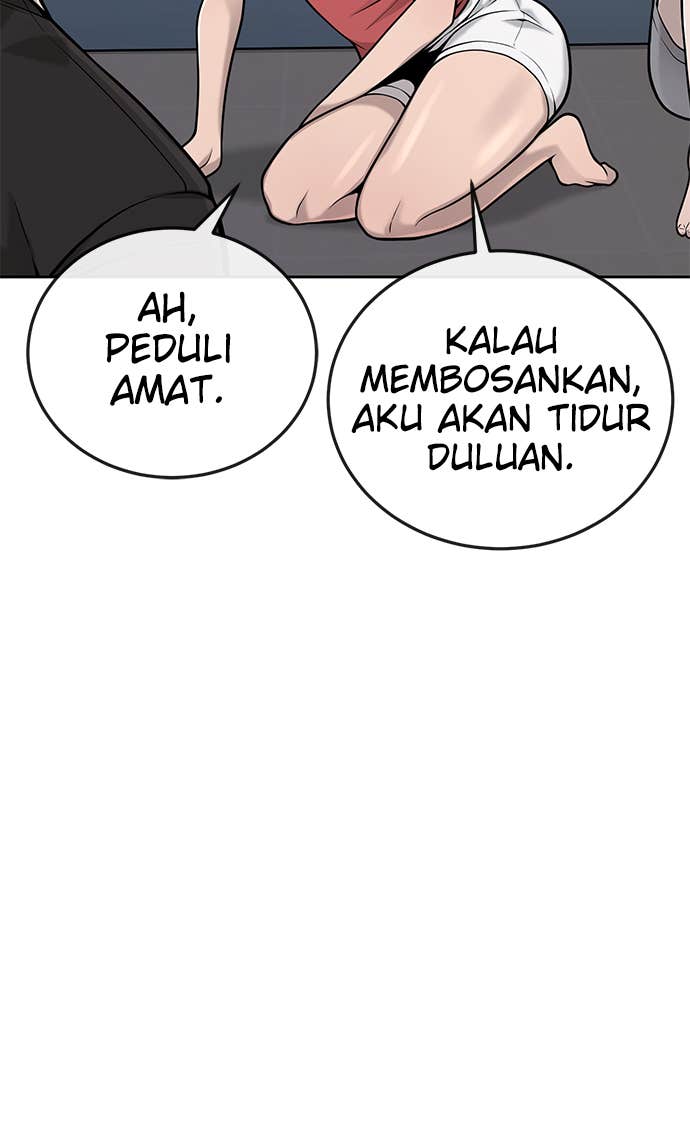 AH,
PEDULI
AMAT.
KALAU
MEMBOSANKAN,
AKU AKAN TIDUR
DULUAN.